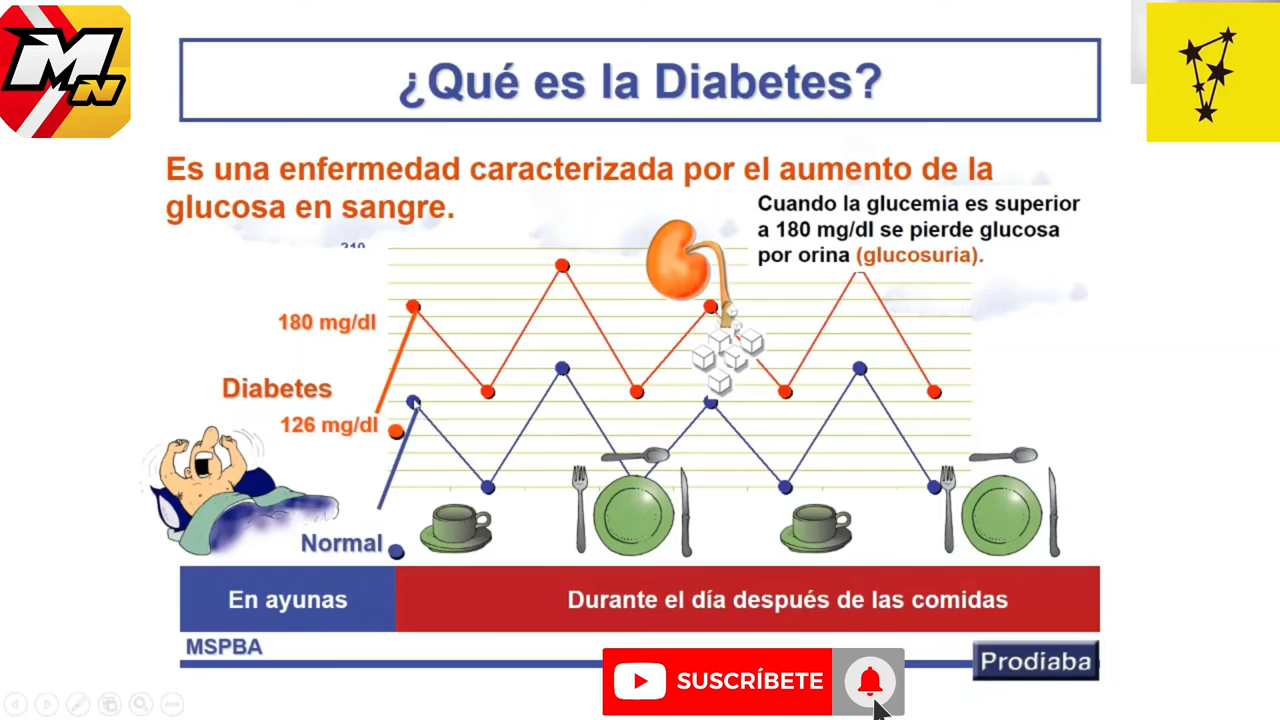 MN
¿Qué es la Diabetes?
Es una enfermedad caracterizada por el aumento de la
glucosa en sangre.
Cuando la glucemia es superior
a 180 mg/dl se pierde glucosa
por orina (glucosuria).
180 mg/dl
Diabetes
126 mg/dl
Normal
En ayunas
Durante el día después de las comidas
MSPBA
Prodiaba
SUSCRÍBETE